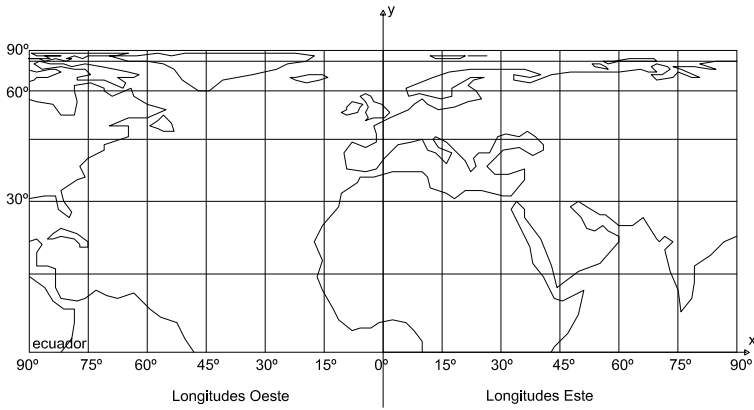 y
90º
60º
30º
ecuador
x
90º 75º 60º 45º 30º 15º 0º 15º 30º 45º 60º 75º 90º
Longitudes Oeste Longitudes Este